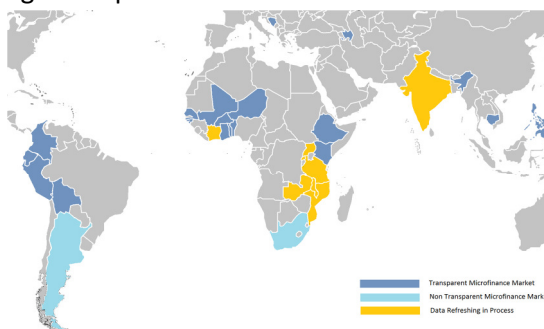 Transparent Microfinance Market
Non Transparent Microfinance Mark
Data Refreshing in Process